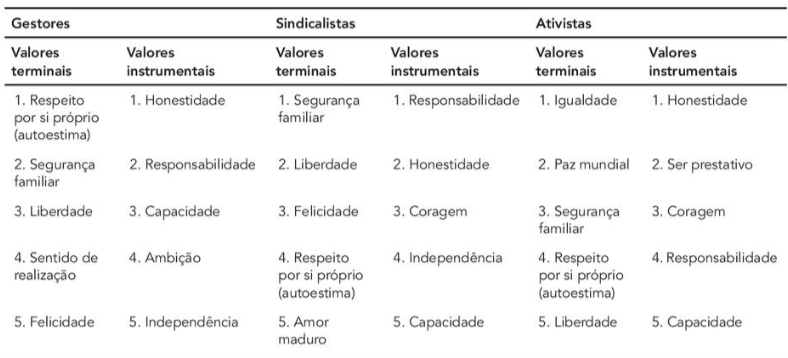 Gestores Sindicalistas Ativistas
Valores terminais Valores instrumentais Valores terminais Valores instrumentais Valores terminais Valores instrumentais
1. Respeito por si próprio (autoestima) 1. Honestidade 1. Segurança familiar 1. Responsabilidade 1. Igualdade 1. Honestidade
2. Segurança familiar 2. Responsabilidade 2. Liberdade 2. Honestidade 2. Paz mundial 2. Ser prestativo
3. Liberdade 3. Capacidade 3. Felicidade 3. Coragem 3. Segurança familiar 3. Coragem
4. Sentido de realização 4. Ambição 4. Respeito por si próprio (autoestima) 4. Independência 4. Respeito por si próprio (autoestima) 4. Responsabilidade
5. Felicidade 5. Independência 5. Amor maduro 5. Capacidade 5. Liberdade 5. Capacidade